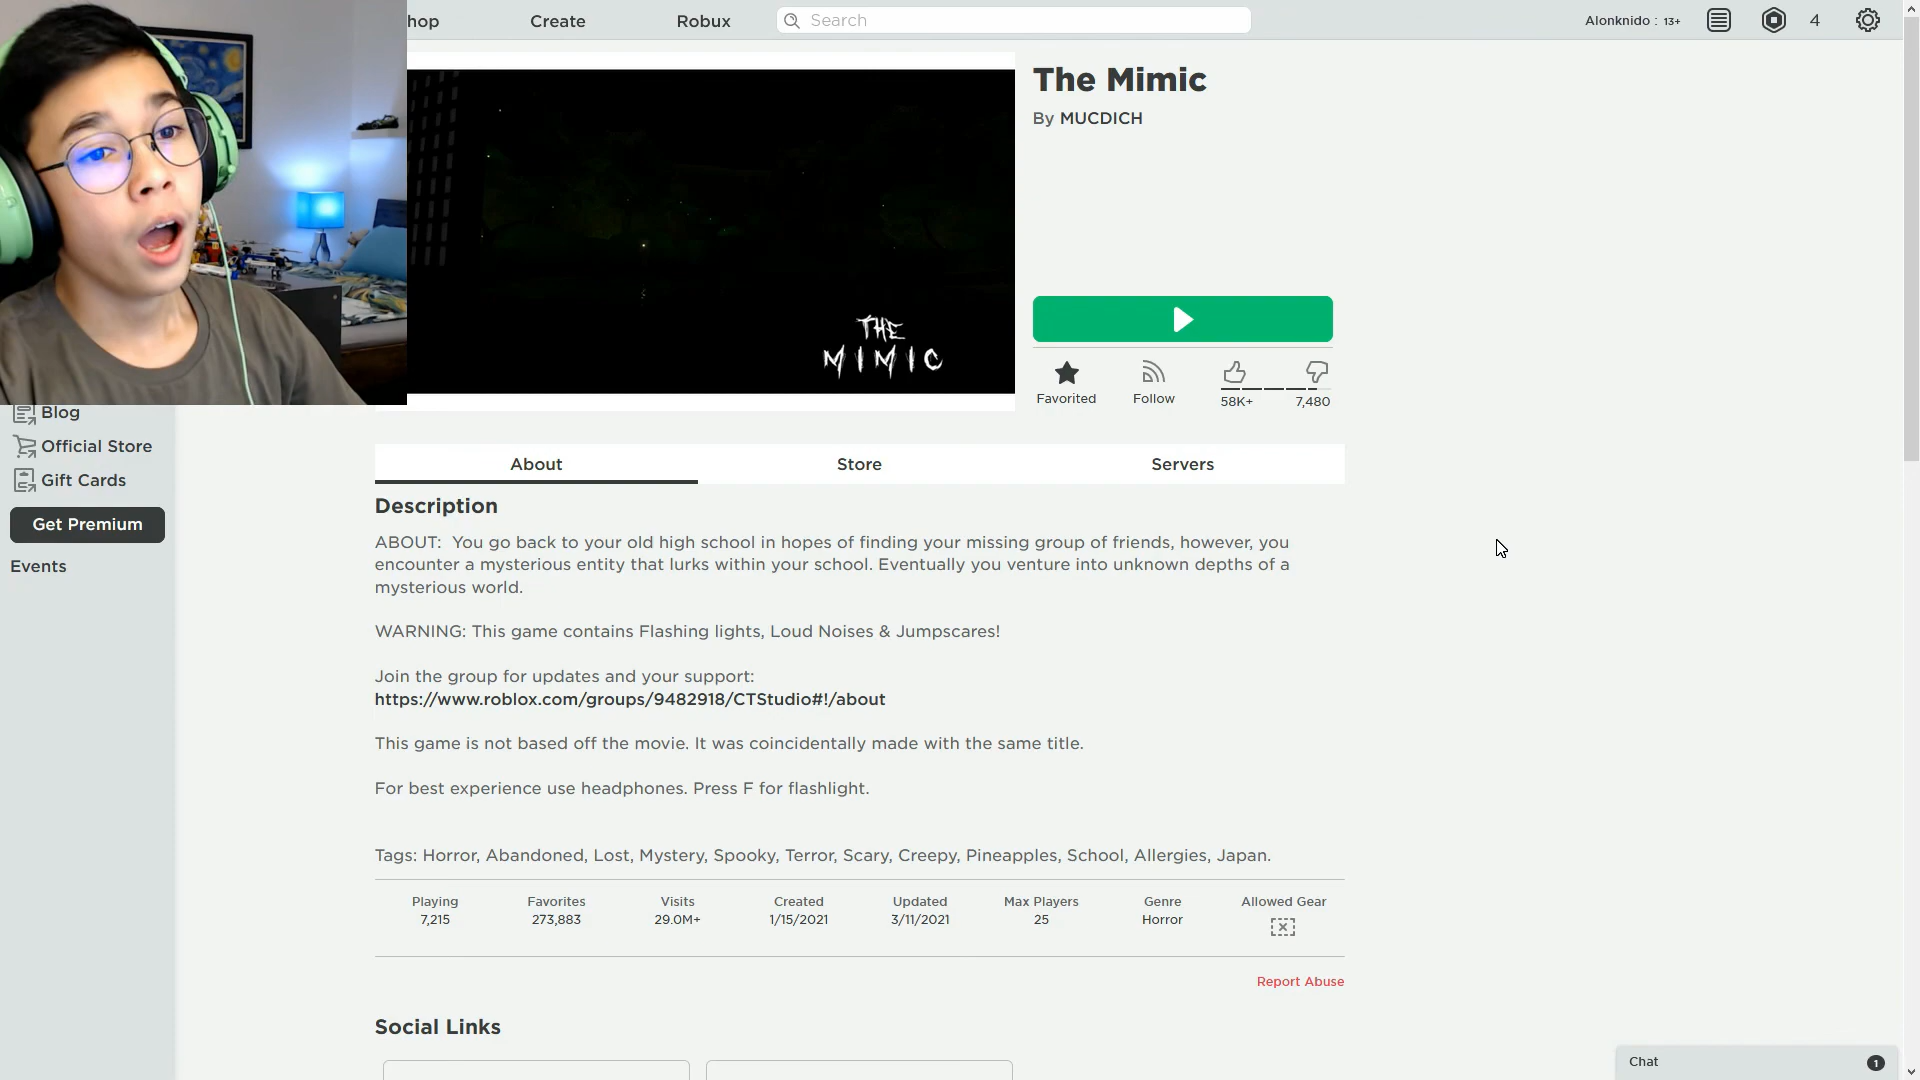 hop Create Robux Search Alonknido : 13+ 4
The Mimic
By MUCDICH
THE
MIMIC
Favorited Follow 58K+ 7,480
Blog
Official Store
Gift Cards
Get Premium
Events
About Store Servers
Description
ABOUT:  You go back to your old high school in hopes of finding your missing group of friends, however, you
encounter a mysterious entity that lurks within your school. Eventually you venture into unknown depths of a
mysterious world.
WARNING: This game contains Flashing lights, Loud Noises & Jumpscares!
Join the group for updates and your support:
https://www.roblox.com/groups/9482918/CTStudio#!/about
This game is not based off the movie. It was coincidentally made with the same title.
For best experience use headphones. Press F for flashlight.
Tags: Horror, Abandoned, Lost, Mystery, Spooky, Terror, Scary, Creepy, Pineapples, School, Allergies, Japan.
Playing Favorites Visits Created Updated Max Players Genre Allowed Gear
7,215 273,883 29.0M+ 1/15/2021 3/11/2021 25 Horror
Report Abuse
Social Links
Chat 1